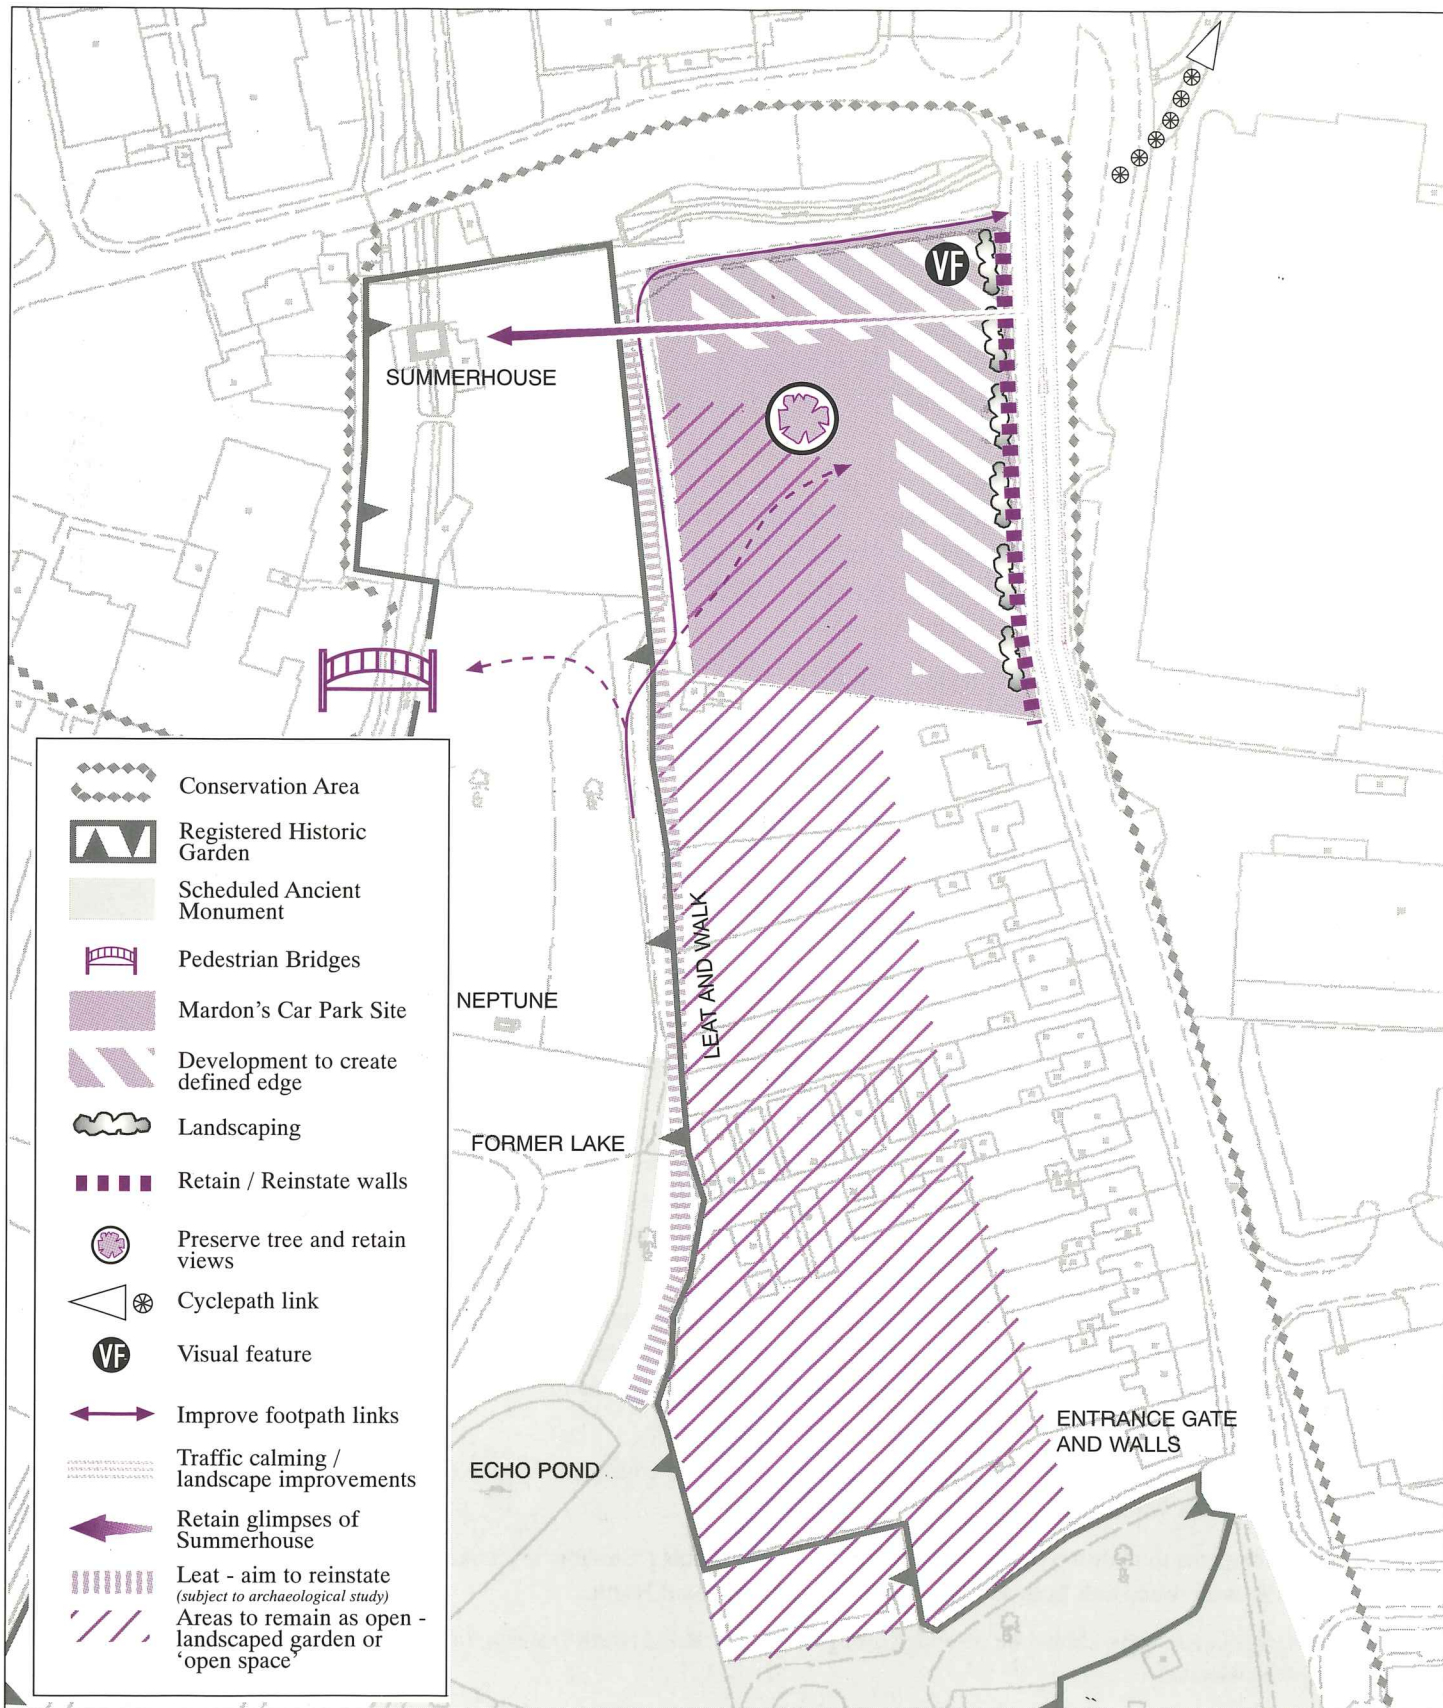 VF
SUMMERHOUSE
LEAT AND WALK
NEPTUNE
FORMER LAKE
ECHO POND
ENTRANCE GATE
AND WALLS
Conservation Area
Registered Historic
Garden
Scheduled Ancient
Monument
Pedestrian Bridges
Mardon's Car Park Site
Development to create
defined edge
Landscaping
Retain / Reinstate walls
Preserve tree and retain
views
Cyclepath link
VF
Visual feature
Improve footpath links
Traffic calming /
landscape improvements
Retain glimpses of
Summerhouse
Leat - aim to reinstate
(subject to archaeological study)
Areas to remain as open -
landscaped garden or
'open space'